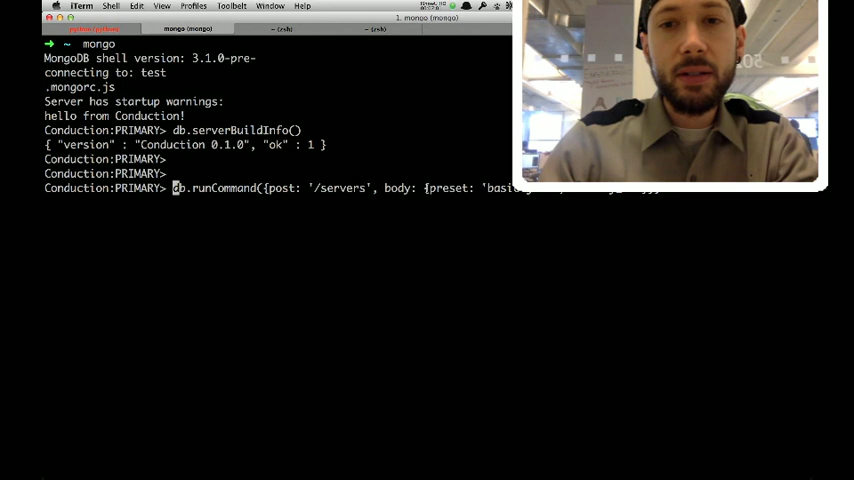 iTerm Shell Edit View Profiles Toolbelt Window Help
1. mongo (mongo)
python (python) mongo (mongo) ~ (zsh) ~ (zsh)
➜ ~ mongo
MongoDB shell version: 3.1.0-pre-
connecting to: test
.mongorc.js
Server has startup warnings:
hello from Conduction!
Conduction:PRIMARY> db.serverBuildInfo()
{ "version" : "Conduction 0.1.0", "ok" : 1 }
Conduction:PRIMARY>
Conduction:PRIMARY>
Conduction:PRIMARY> db.runCommand({post: '/servers', body: {preset: 'basic